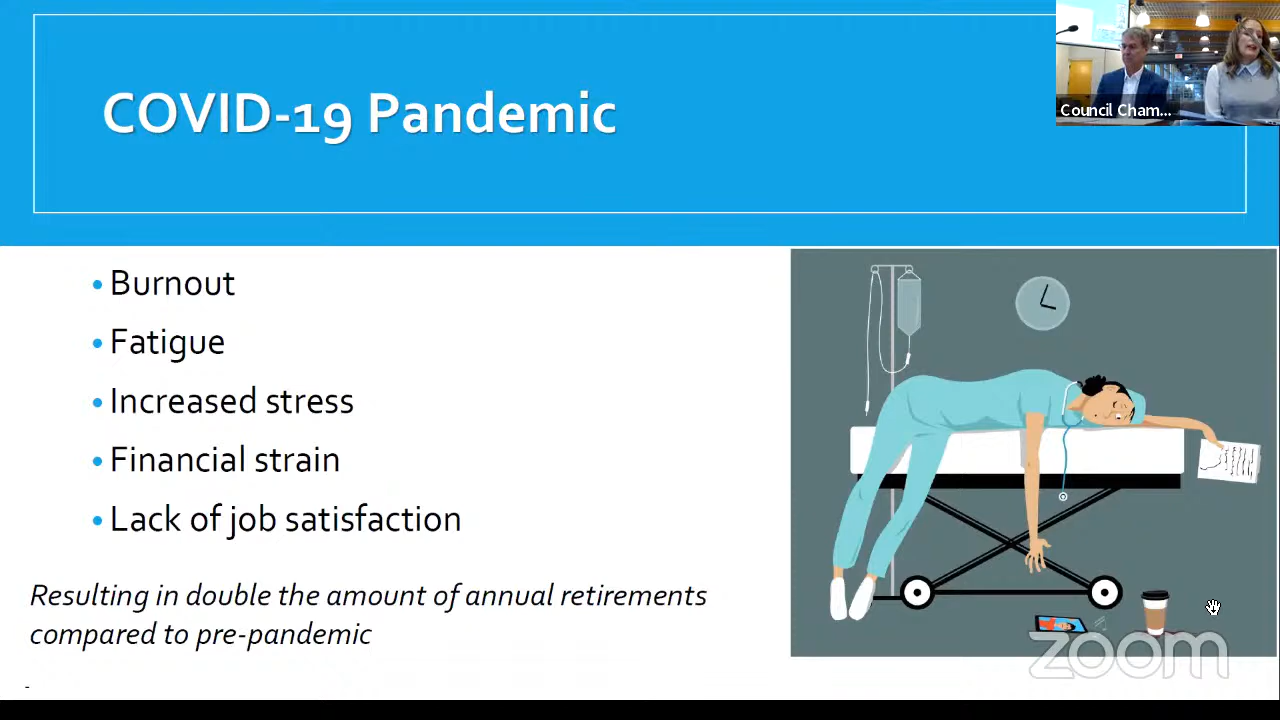 COVID-19 Pandemic
Council Cham...
• Burnout
• Fatigue
• Increased stress
• Financial strain
• Lack of job satisfaction
Resulting in double the amount of annual retirements
compared to pre-pandemic
zoom